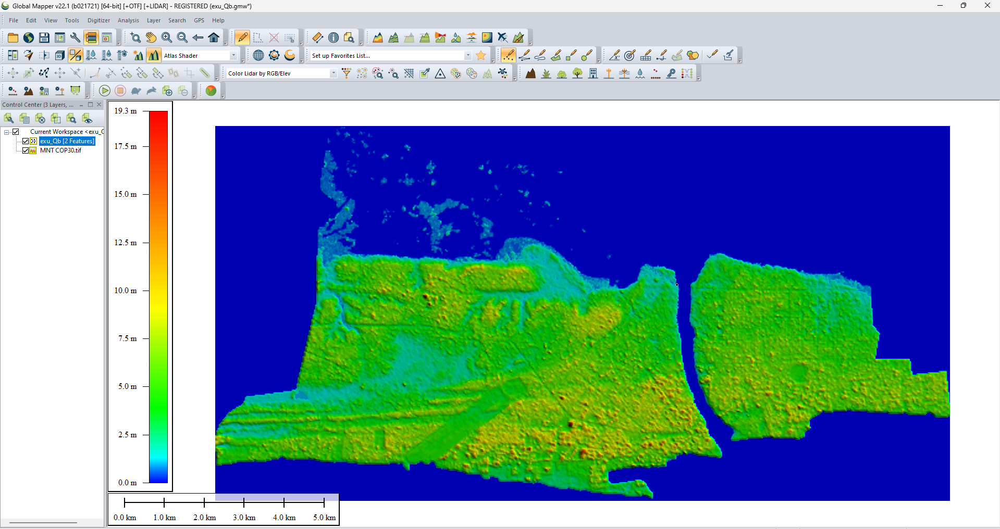 Global Mapper v22.1 (b021721) [64-bit] [+OTF] [+LIDAR] - REGISTERED (exu_Qb.gmw*)
File Edit View Tools Digitizer Analysis Layer Search GPS Help
Atlas Shader
Set up Favorites List...
Color Lidar by RGB/Elev
Control Center (3 Layers, ...
Current Workspace <exu_Q
exu_Qb [2 Features]
MNT COP30.tif
19.3 m
17.5 m
15.0 m
12.5 m
10.0 m
7.5 m
5.0 m
2.5 m
0.0 m
0.0 km 1.0 km 2.0 km 3.0 km 4.0 km 5.0 km